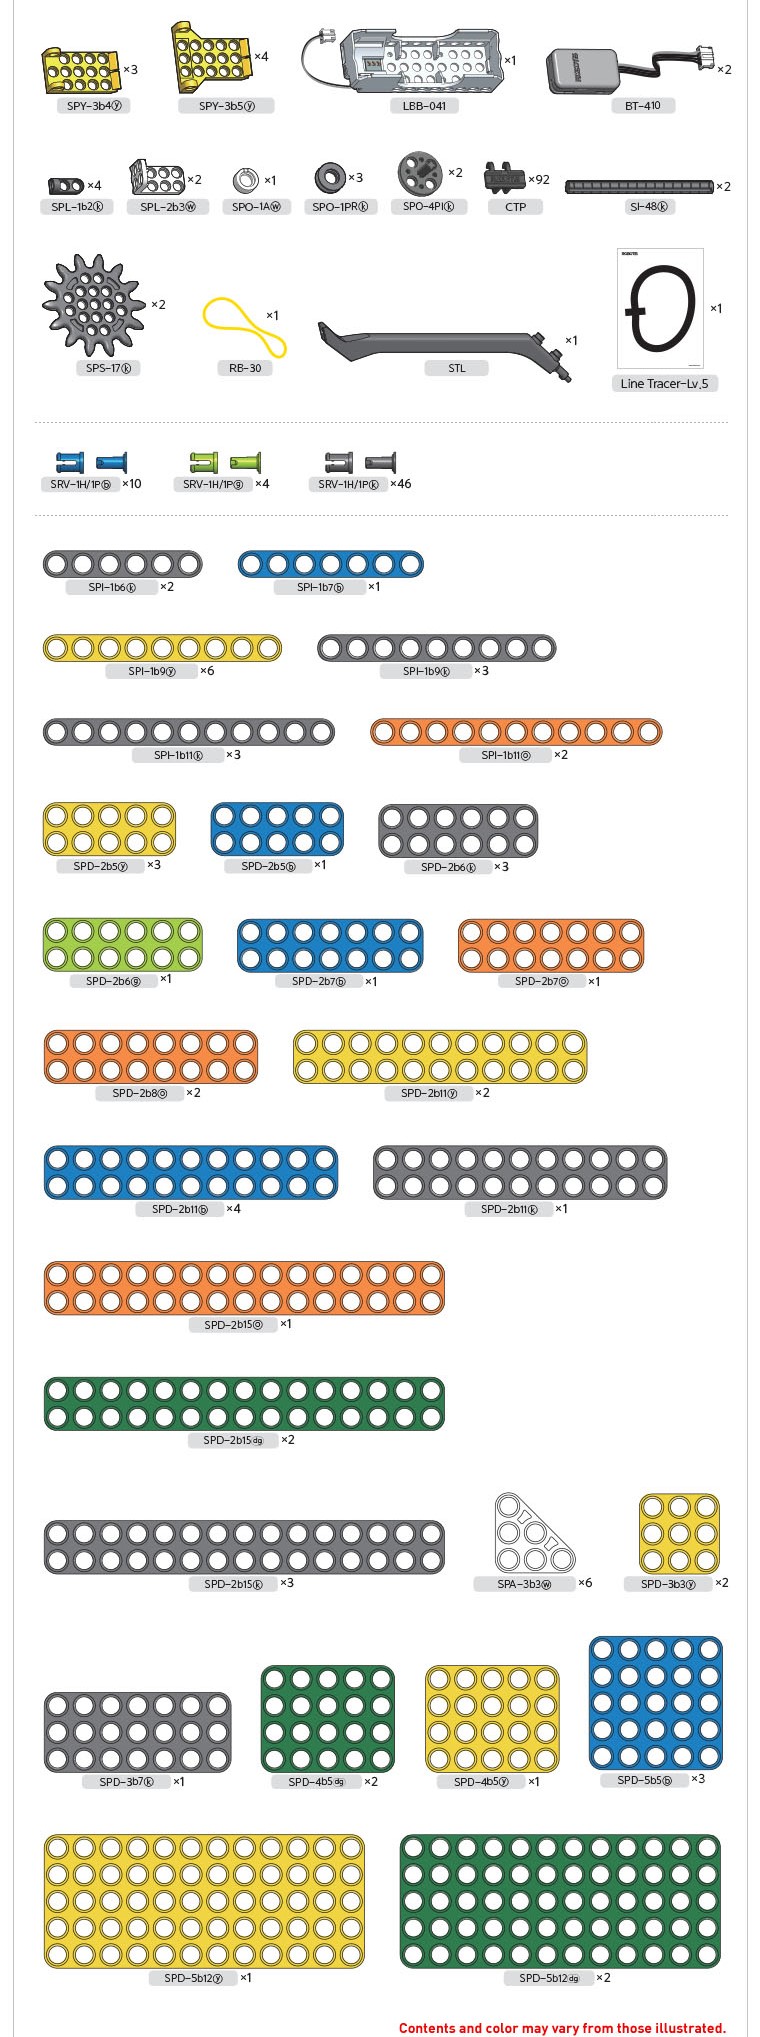 ×3 ×4 ×1 ×2
SPY-3b4ⓨ SPY-3b5ⓨ LBB-041 BT-410
×4 ×2 ×1 ×3 ×2 ×92 ×2
SPL-1b2ⓚ SPL-2b3ⓦ SPO-1Aⓦ SPO-1PRⓚ SPO-4PIⓚ CTP SI-48ⓚ
ROBOTIS
×2 ×1 ×1 ×1
SPS-17ⓚ RB-30 STL Line Tracer-Lv.5
SRV-1H/1Pⓑ ×10 SRV-1H/1Pⓖ ×4 SRV-1H/1Pⓚ ×46
SPI-1b6ⓚ ×2 SPI-1b7ⓑ ×1
SPI-1b9ⓨ ×6 SPI-1b9ⓚ ×3
SPI-1b11ⓚ ×3 SPI-1b11ⓞ ×2
SPD-2b5ⓨ ×3 SPD-2b5ⓑ ×1 SPD-2b6ⓚ ×3
SPD-2b6ⓖ ×1 SPD-2b7ⓑ ×1 SPD-2b7ⓞ ×1
SPD-2b8ⓞ ×2 SPD-2b11ⓨ ×2
SPD-2b11ⓑ ×4 SPD-2b11ⓚ ×1
SPD-2b15ⓞ ×1
SPD-2b15dg ×2
SPD-2b15ⓚ ×3 SPA-3b3ⓦ ×6 SPD-3b3ⓨ ×2
SPD-3b7ⓚ ×1 SPD-4b5dg ×2 SPD-4b5ⓨ ×1 SPD-5b5ⓑ ×3
SPD-5b12ⓨ ×1 SPD-5b12dg ×2
Contents and color may vary from those illustrated.